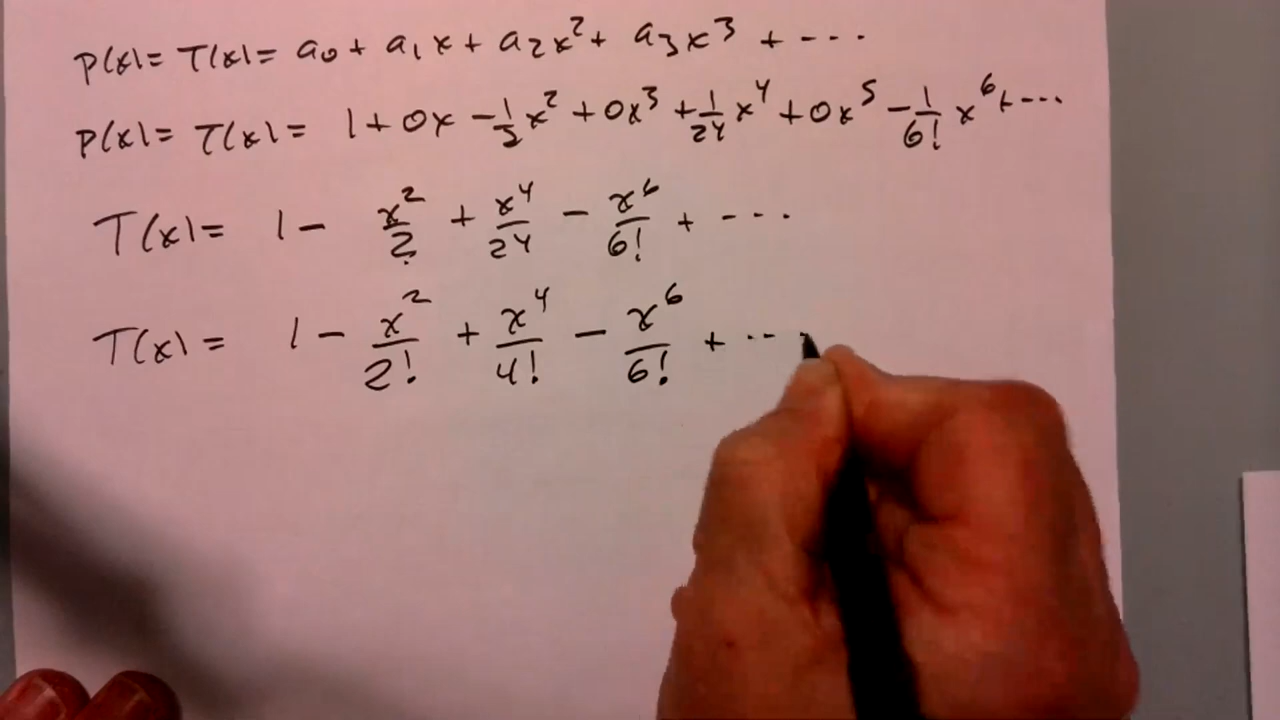 P(x) = T(x) = a₀ + a₁x + a₂x² + a₃x³ + ---
P(x) = T(x) = 1 + 0x - 1/2 x² + 0x³ + 1/24 x⁴ + 0x⁵ - 1/6! x⁶ + ---
T(x) = 1 - x²/2 + x⁴/24 - x⁶/6! + ---
T(x) = 1 - x²/2! + x⁴/4! - x⁶/6! + ---